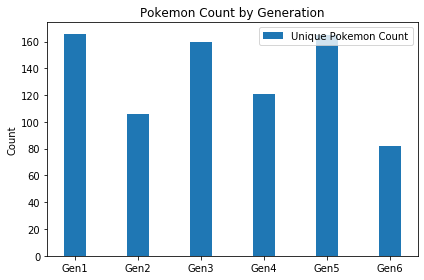 Pokemon Count by Generation
Unique Pokemon Count
160
140
120
100
80
60
40
20
0
Count
Gen1 Gen2 Gen3 Gen4 Gen5 Gen6